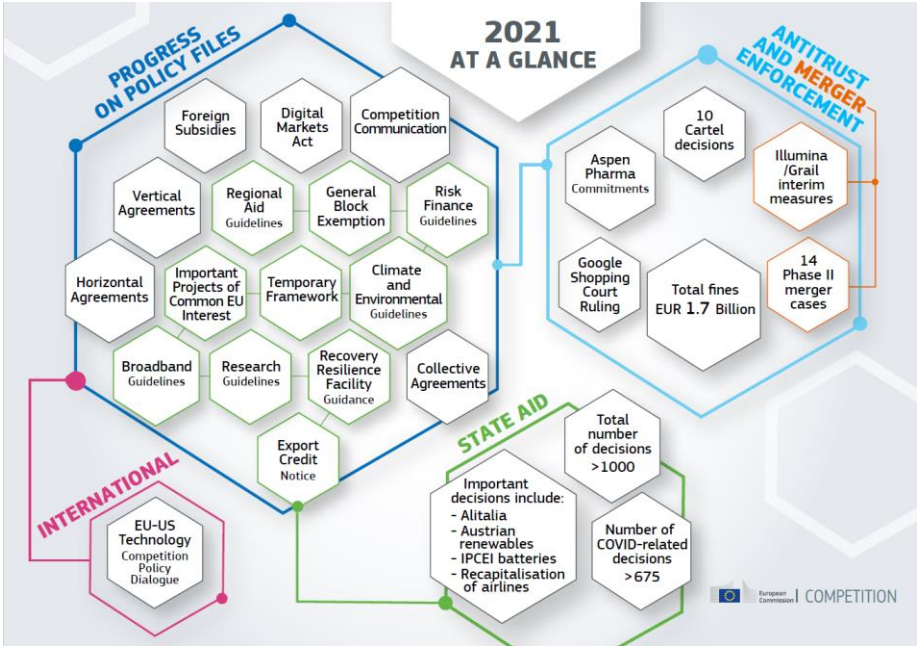 2021
AT A GLANCE
PROGRESS
ON POLICY FILES
Foreign
Subsidies
Digital
Markets
Act
Competition
Communication
Vertical
Agreements
Regional
Aid
Guidelines
General
Block
Exemption
Risk
Finance
Guidelines
Horizontal
Agreements
Important
Projects of
Common EU
Interest
Temporary
Framework
Climate
and
Environmental
Guidelines
Broadband
Guidelines
Research
Guidelines
Recovery
Resilience
Facility
Guidance
Collective
Agreements
Export
Credit
Notice
ANTITRUST
AND MERGER
ENFORCEMENT
10
Cartel
decisions
Aspen
Pharma
Commitments
Illumina
/Grail
interim
measures
Google
Shopping
Court
Ruling
Total fines
EUR 1.7 Billion
14
Phase II
merger
cases
INTERNATIONAL
EU-US
Technology
Competition
Policy
Dialogue
STATE AID
Total
number
of decisions
>1000
Important
decisions include:
- Alitalia
- Austrian
renewables
- IPCEI batteries
- Recapitalisation
of airlines
Number of
COVID-related
decisions
>675
European
Commission
COMPETITION